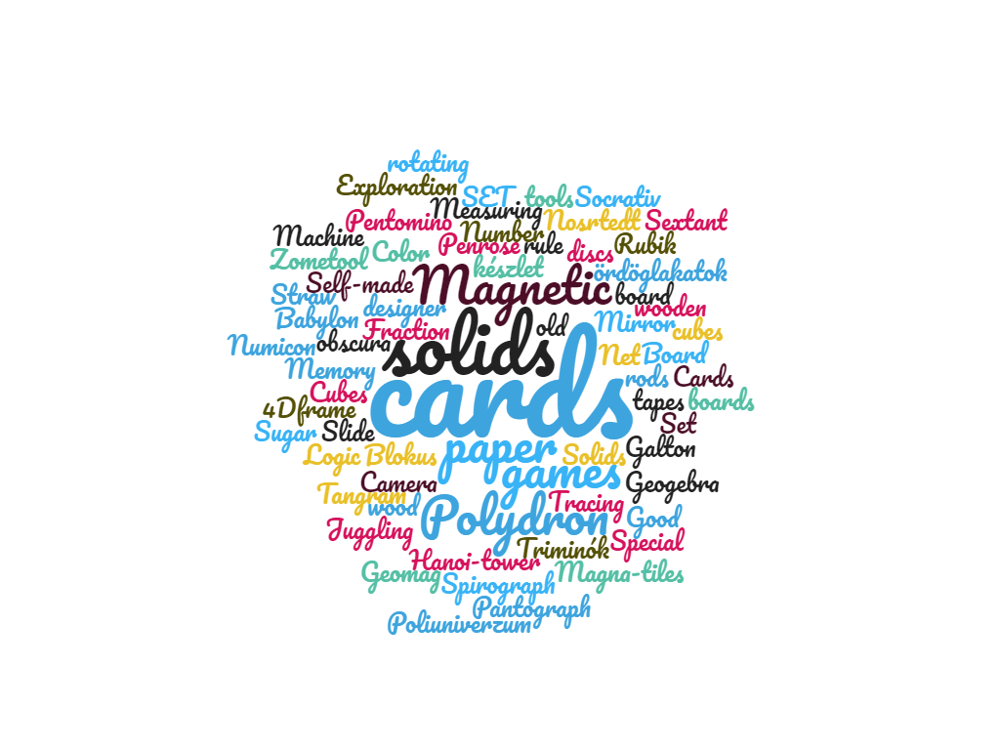 rotating
Exploration
SET tools Socrativ
Measuring
Pentomino Nosrtedt Sextant
Machine Number
Penrose rule discs Rubik
Zometool Color
készlet ördöglakatok
Self-made Magnetic board
Straw designer wooden
Babylon Fraction old Mirror cubes
Numicon obscura solids Net Board
Memory rods Cards
Cubes cards tapes boards
4Dframe Set
Sugar Slide
Logic Blokus paper Solids Galton
Camera games Geogebra
Tangram wood Tracing
Polydron Good
Juggling Special
Triminók
Hanoi-tower
Geomag Magna-tiles
Spirograph
Pantograph
Poliuniverzum